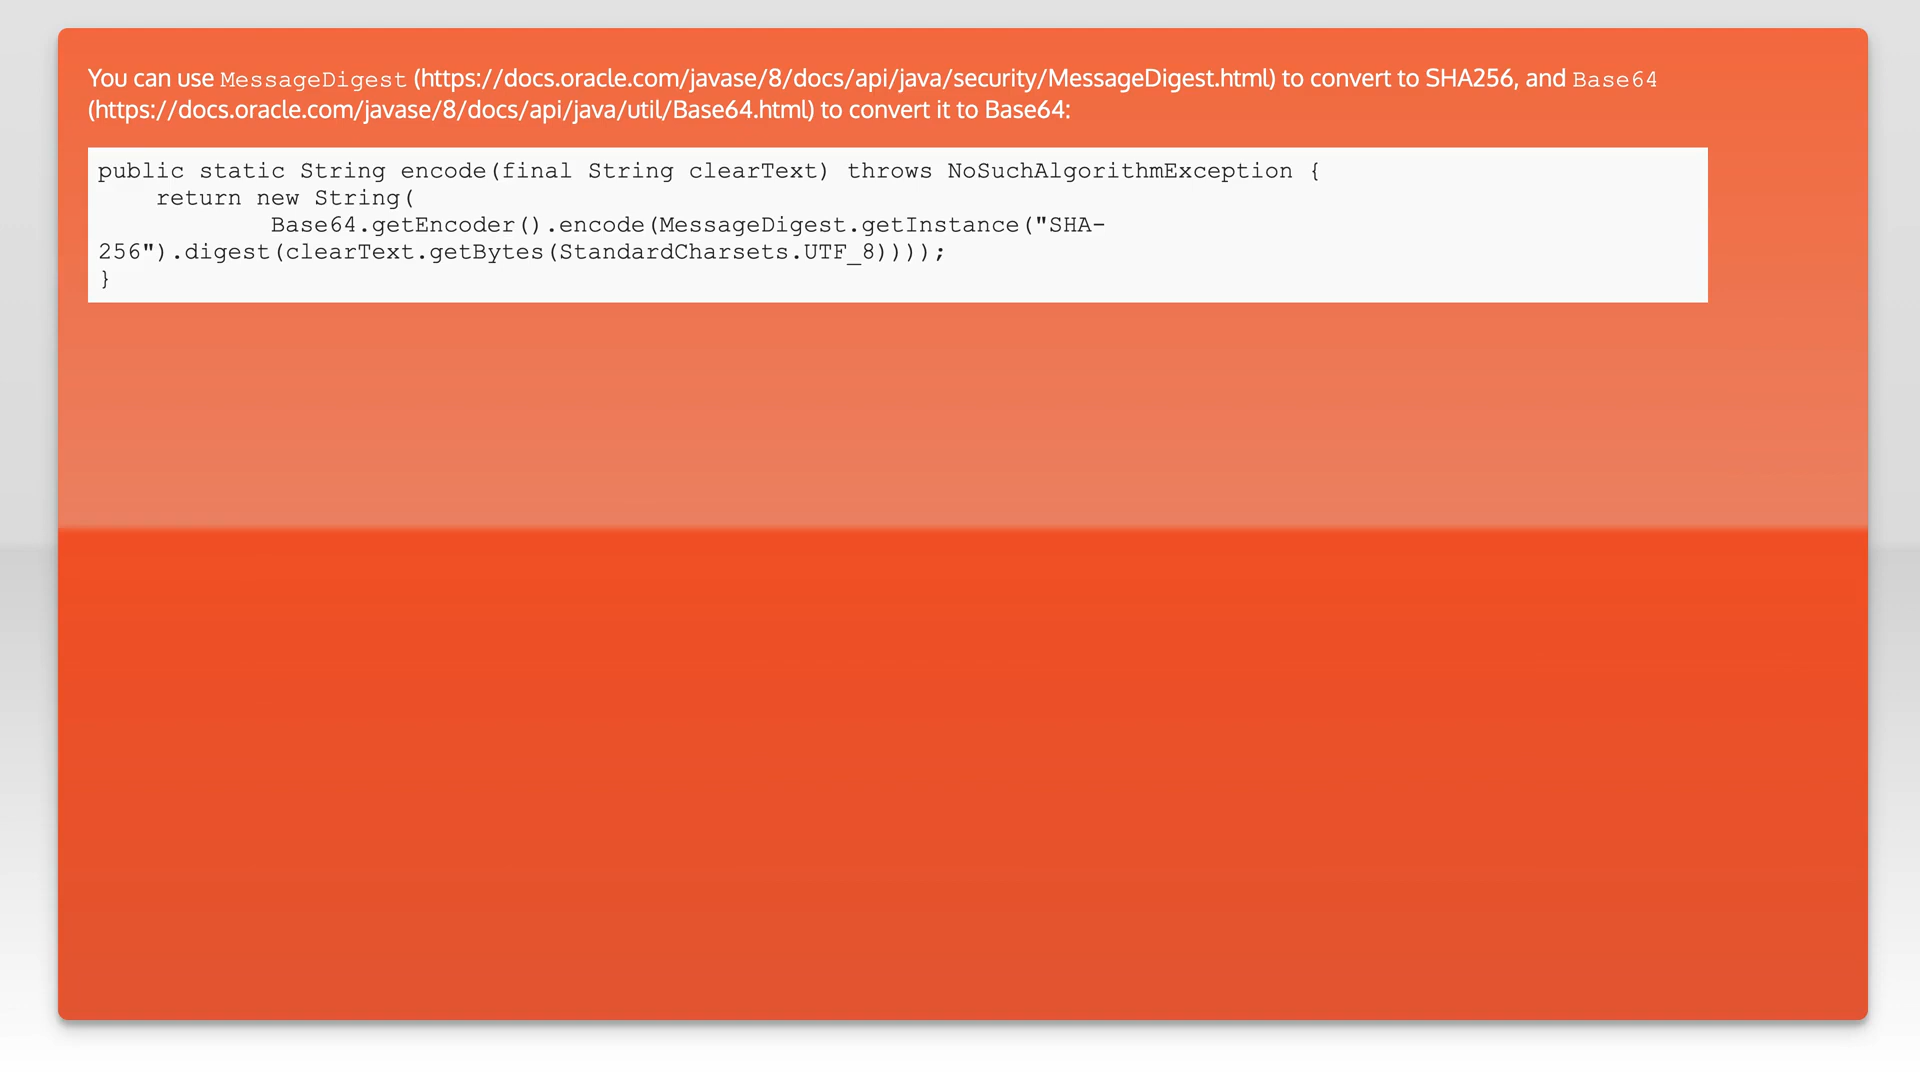 You can use MessageDigest (https://docs.oracle.com/javase/8/docs/api/java/security/MessageDigest.html) to convert to SHA256, and Base64
(https://docs.oracle.com/javase/8/docs/api/java/util/Base64.html) to convert it to Base64:
public static String encode(final String clearText) throws NoSuchAlgorithmException {
    return new String(
            Base64.getEncoder().encode(MessageDigest.getInstance("SHA-
256").digest(clearText.getBytes(StandardCharsets.UTF_8))));
}